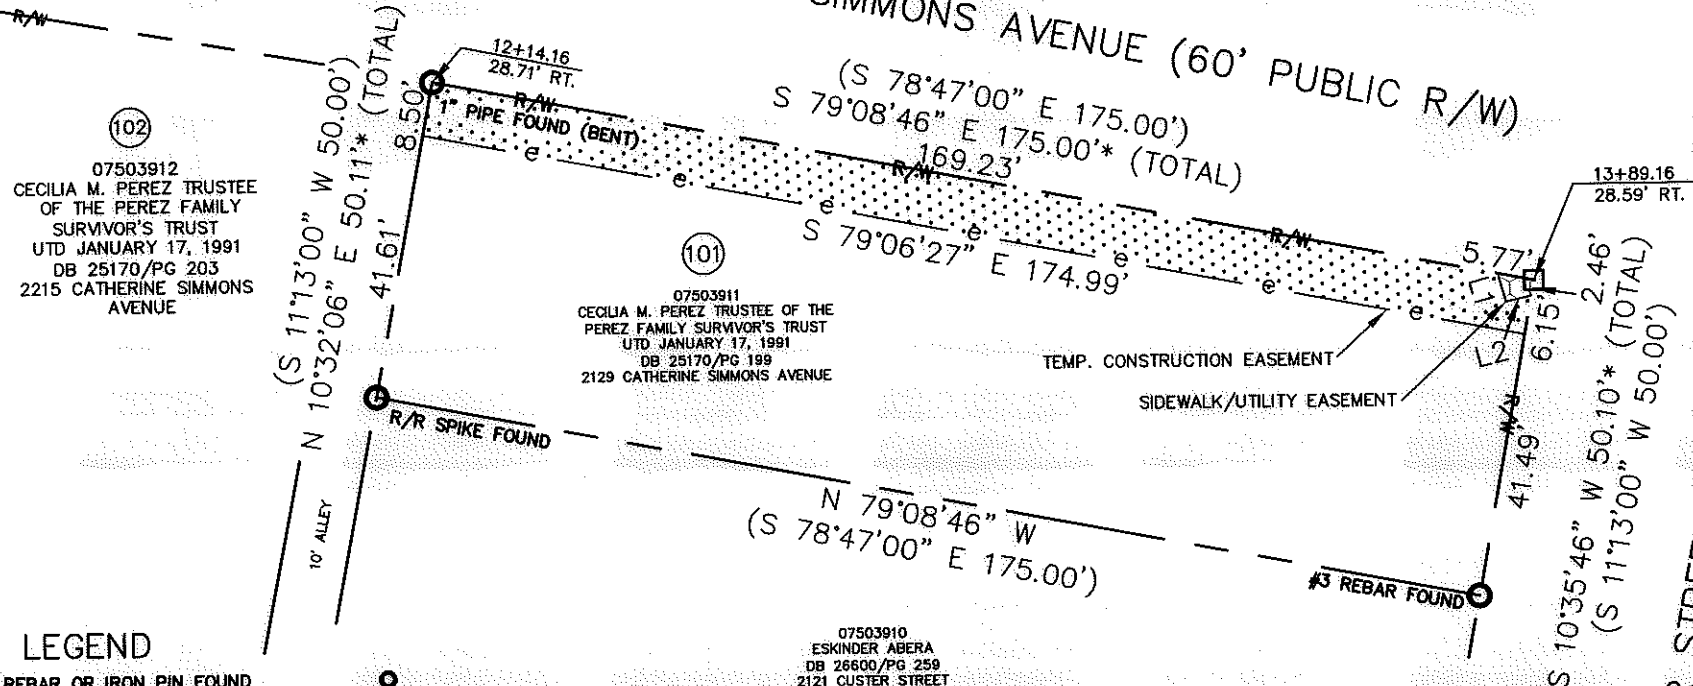 SIMMONS AVENUE (60' PUBLIC R/W)
R/W
12+14.16
28.71' RT.
(S 78°47'00" E 175.00')
S 79°08'46" E 175.00'* (TOTAL)
169.23'
R/W
1" PIPE FOUND (BENT)
R/W
R/W
13+89.16
28.59' RT.
5.77'
2.46'
8.50'
41.61'
(S 11°13'00" W 50.00')
N 10°32'06" E 50.11'* (TOTAL)
102
07503912
CECILIA M. PEREZ TRUSTEE
OF THE PEREZ FAMILY
SURVIVOR'S TRUST
UTD JANUARY 17, 1991
DB 25170/PG 203
2215 CATHERINE SIMMONS
AVENUE
e
e
e
e
e
e
e
S 79°06'27" E 174.99'
101
07503911
CECILIA M. PEREZ TRUSTEE OF THE
PEREZ FAMILY SURVIVOR'S TRUST
UTD JANUARY 17, 1991
DB 25170/PG 199
2129 CATHERINE SIMMONS AVENUE
L1
L2
6.15'
TEMP. CONSTRUCTION EASEMENT
SIDEWALK/UTILITY EASEMENT
R/W
41.49'
S 10°35'46" W 50.10'* (TOTAL)
(S 11°13'00" W 50.00')
R/R SPIKE FOUND
N 79°08'46" W
(S 78°47'00" E 175.00')
#3 REBAR FOUND
10' ALLEY
07503910
ESKINDER ABERA
DB 26600/PG 259
2121 CUSTER STREET
LEGEND
REBAR OR IRON PIN FOUND